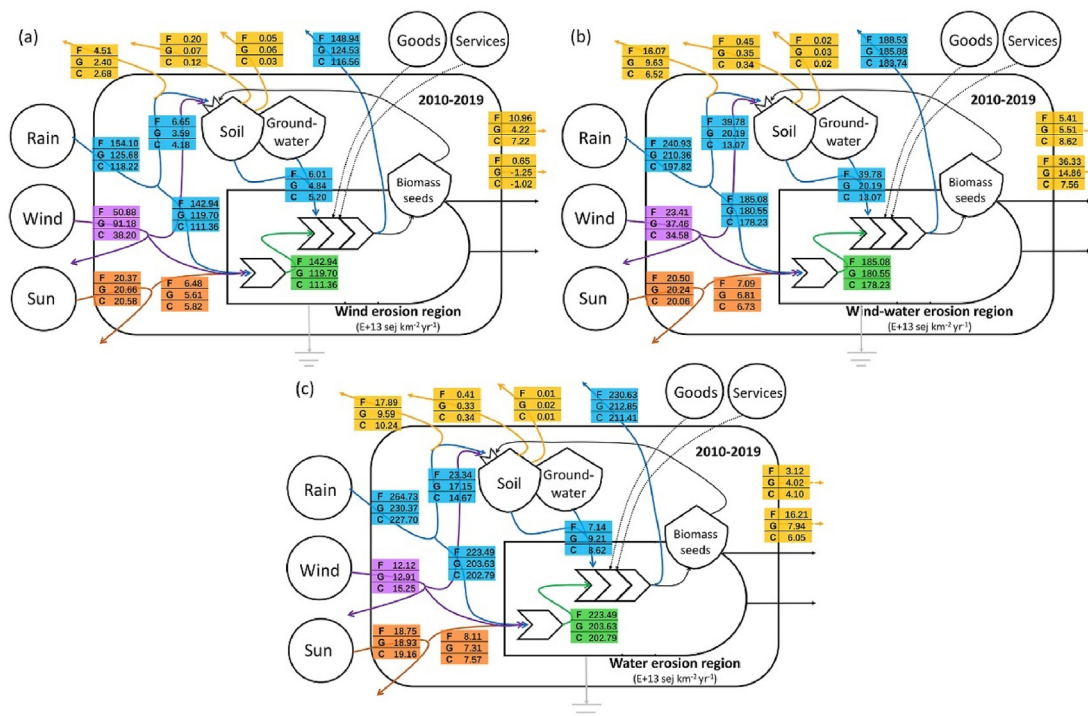 (a)
F 4.51
G 2.40
C 2.68
F 0.20
G 0.07
C 0.12
F 0.05
G 0.06
C 0.03
F 148.94
G 124.53
C 116.56
Goods
Services
2010-2019
Rain
F 154.10
G 125.68
C 118.22
F 6.65
G 3.59
C 4.18
Soil
Ground-
water
F 10.96
G 4.22
C 7.22
F 0.65
G -1.25
C -1.02
F 6.01
G 4.84
C 5.20
Biomass
seeds
Wind
F 50.88
G 91.18
C 38.20
F 142.94
G 119.70
C 111.36
F 142.94
G 119.70
C 111.36
Sun
F 20.37
G 20.66
C 20.58
F 6.48
G 5.61
C 5.82
Wind erosion region
(E+13 sej km-2 yr-1)
(b)
F 16.07
G 9.63
C 6.52
F 0.45
G 0.35
C 0.34
F 0.02
G 0.03
C 0.02
F 188.53
G 185.88
C 183.74
Goods
Services
2010-2019
Rain
F 240.93
G 210.36
C 197.82
F 39.78
G 20.19
C 13.07
Soil
Ground-
water
F 5.41
G 5.51
C 8.62
F 36.33
G 14.86
C 7.56
F 39.78
G 20.19
C 13.07
Biomass
seeds
Wind
F 23.41
G 37.46
C 34.58
F 185.08
G 180.55
C 178.23
F 185.08
G 180.55
C 178.23
Sun
F 20.50
G 20.24
C 20.06
F 7.09
G 6.81
C 6.73
Wind-water erosion region
(E+13 sej km-2 yr-1)
(c)
F 17.89
G 9.59
C 10.24
F 0.41
G 0.33
C 0.34
F 0.01
G 0.02
C 0.01
F 230.63
G 212.85
C 211.41
Goods
Services
2010-2019
Rain
F 264.73
G 230.37
C 227.70
F 23.34
G 17.15
C 14.67
Soil
Ground-
water
F 3.12
G 4.02
C 4.10
F 16.21
G 7.94
C 6.05
F 7.14
G 9.21
C 8.62
Biomass
seeds
Wind
F 12.12
G 12.91
C 15.25
F 223.49
G 203.63
C 202.79
F 223.49
G 203.63
C 202.79
Sun
F 18.75
G 18.93
C 19.16
F 8.11
G 7.31
C 7.57
Water erosion region
(E+13 sej km-2 yr-1)